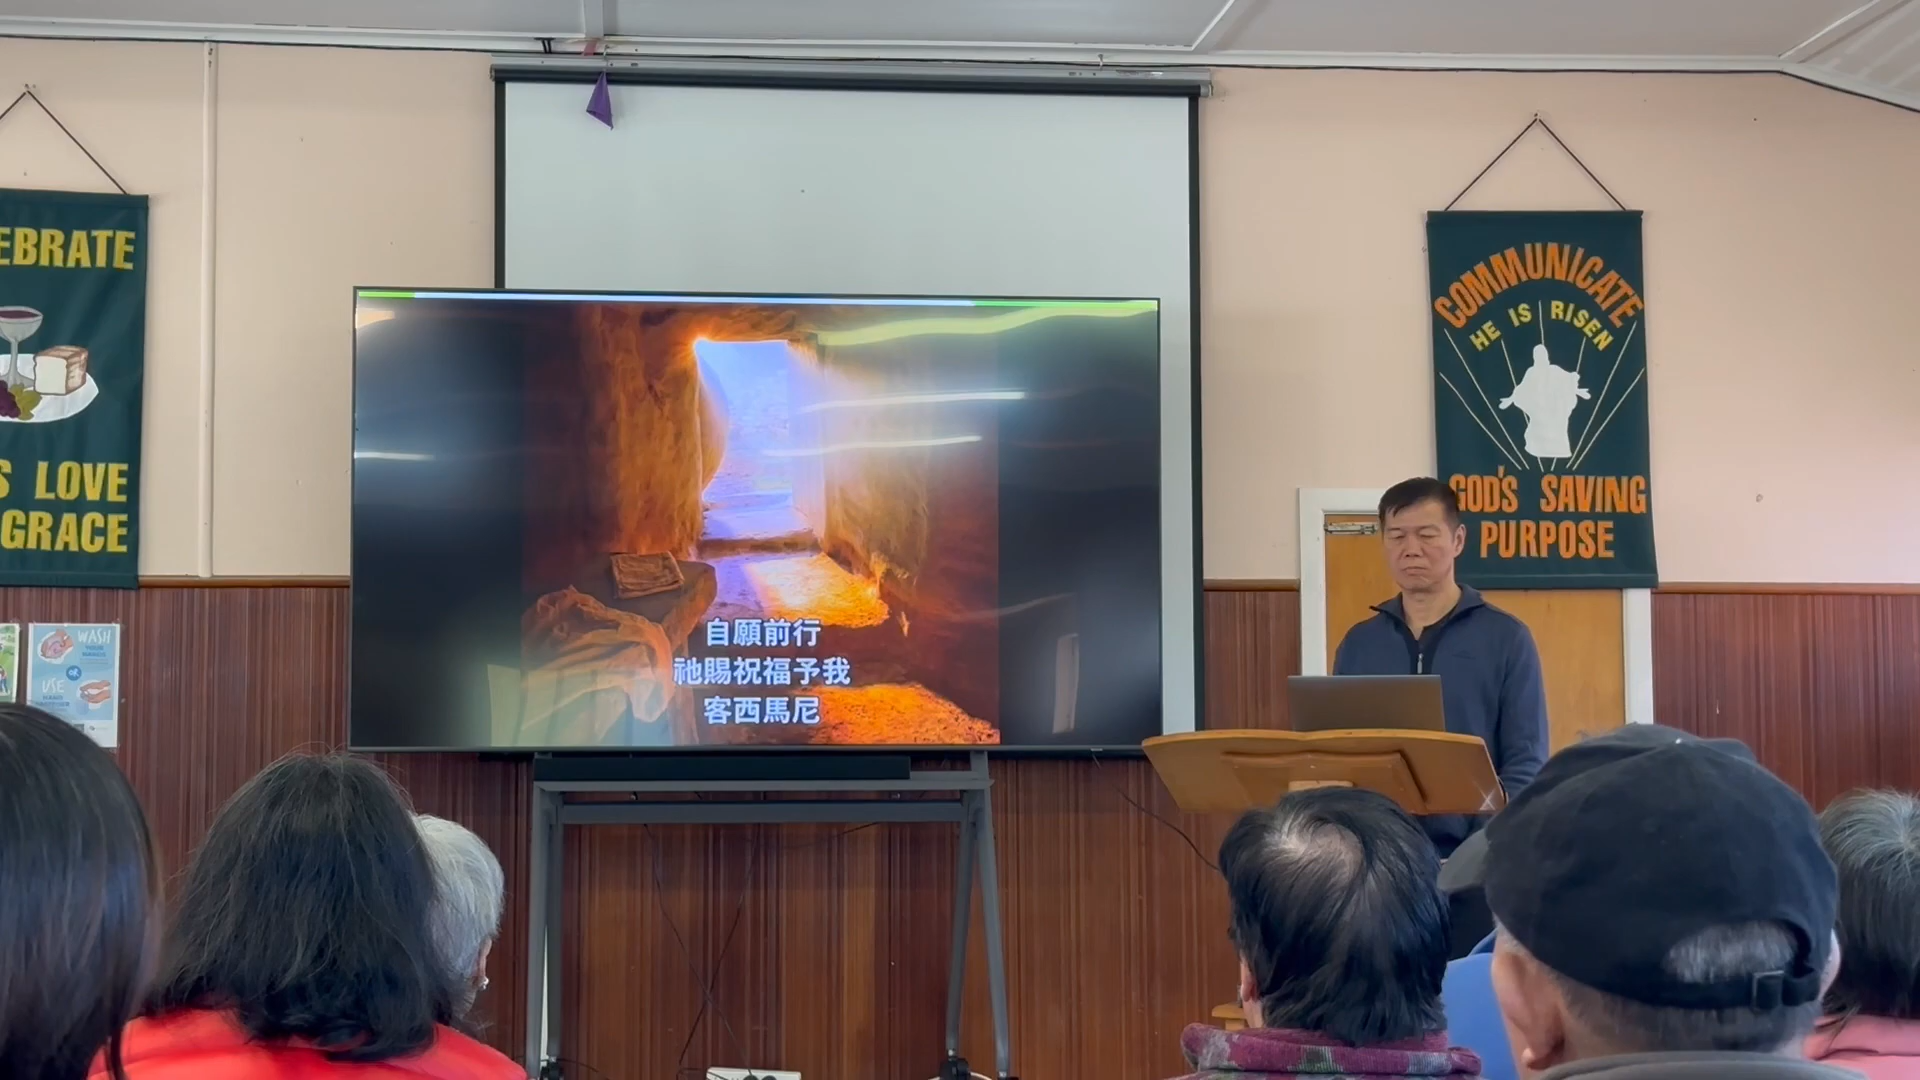 EBRATE
S LOVE
GRACE
WASH
OR
USE
自願前行
祂賜祝福予我
客西馬尼
COMMUNICATE
HE IS RISEN
GOD'S SAVING
PURPOSE